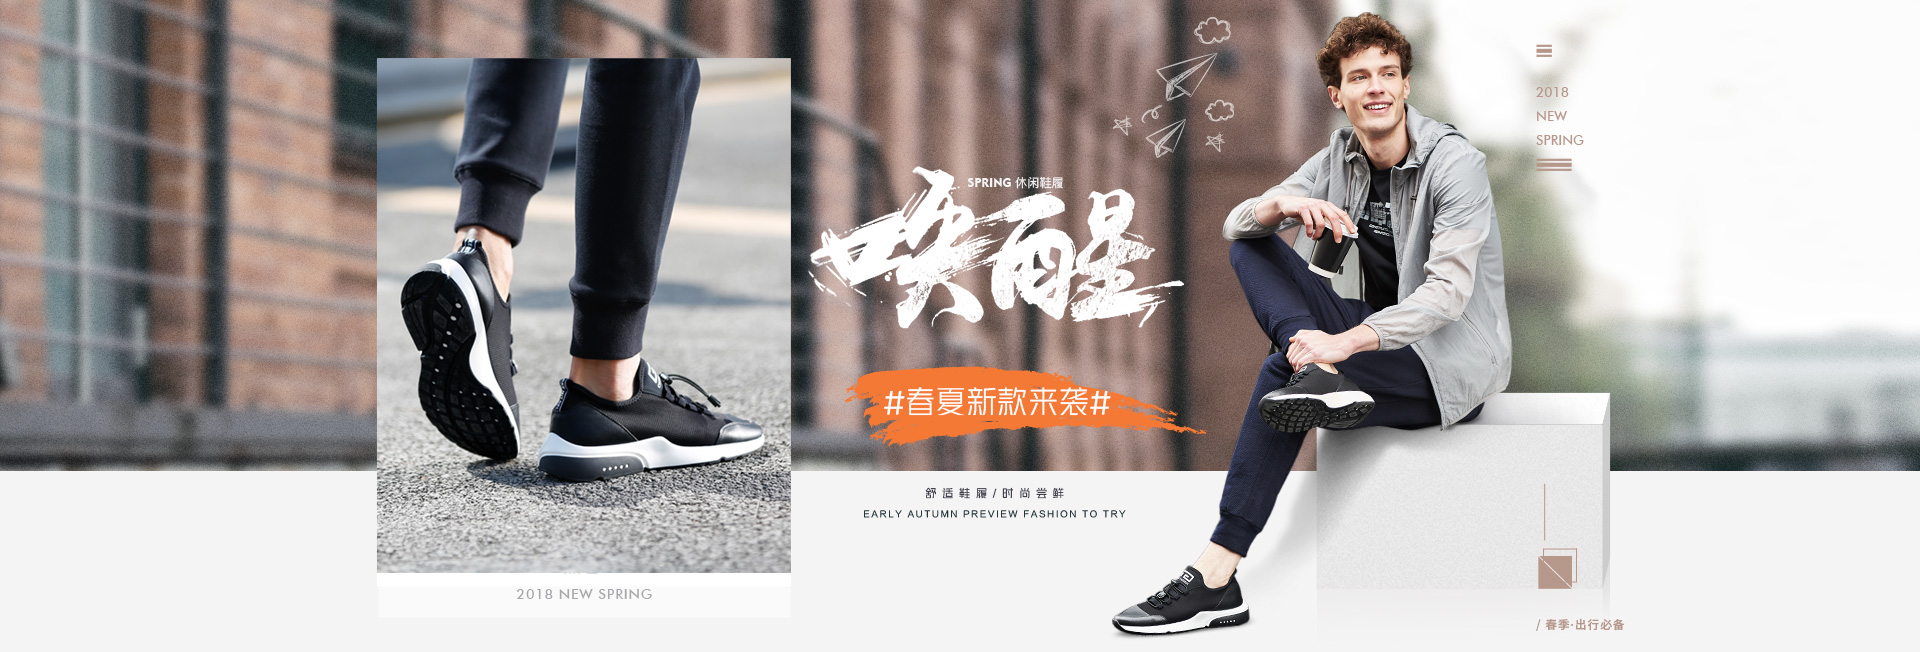 SPRING 休闲鞋履
唤醒
#春夏新款来袭#
舒适鞋履/时尚尝鲜
EARLY AUTUMN PREVIEW FASHION TO TRY
2018 NEW SPRING
2018
NEW
SPRING
/ 春季·出行必备